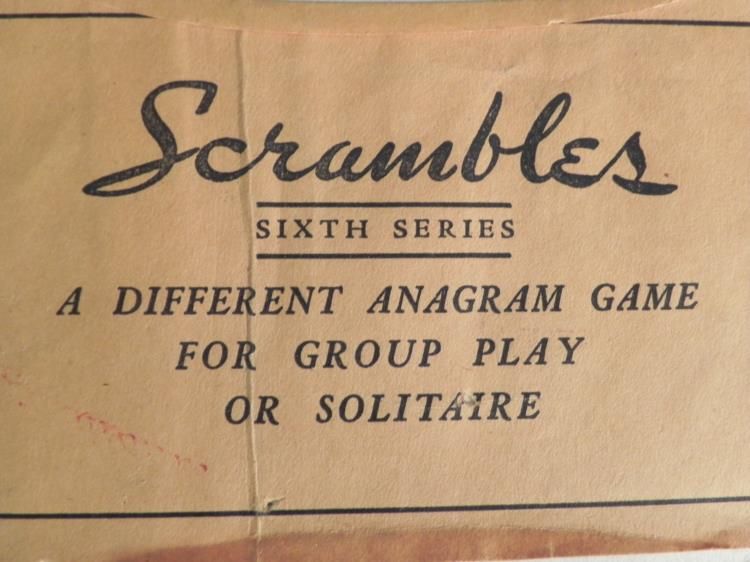 Scrambles
SIXTH SERIES
A DIFFERENT ANAGRAM GAME
FOR GROUP PLAY
OR SOLITAIRE